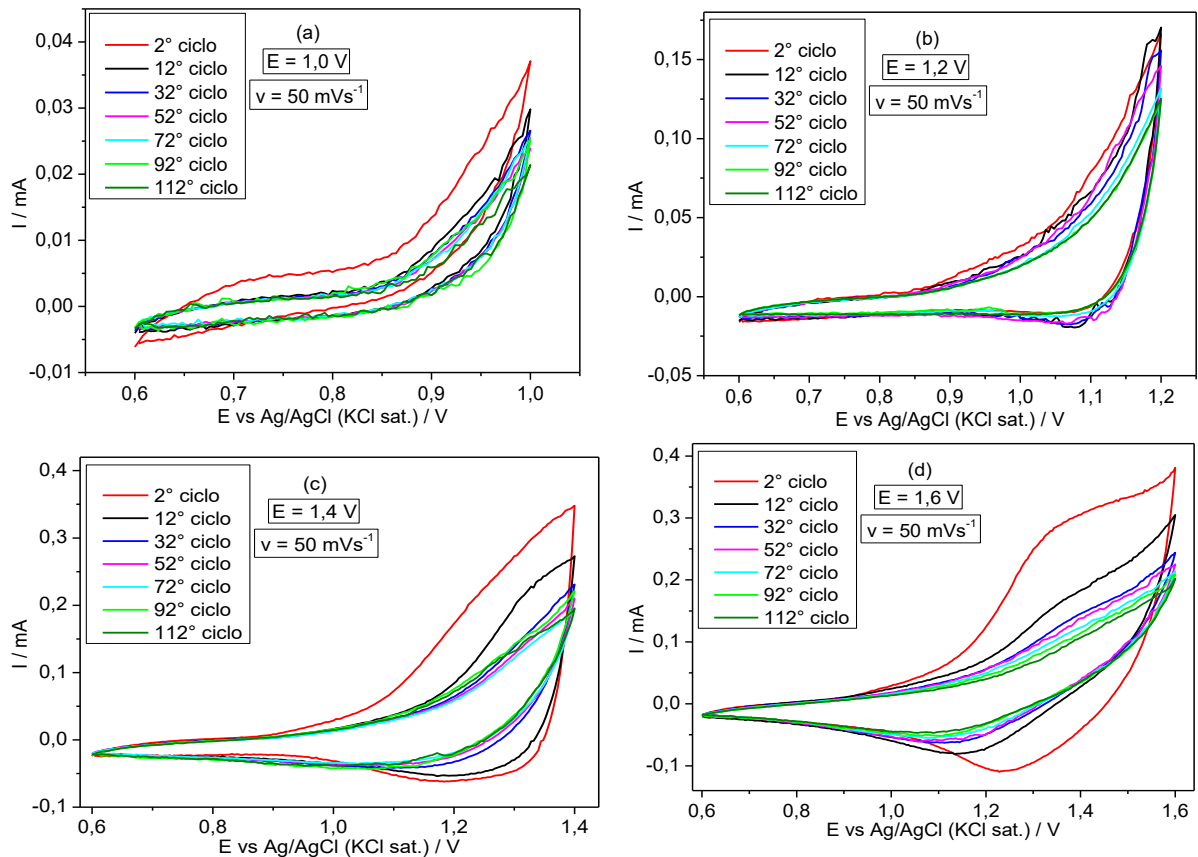 (a)
E = 1,0 V
v = 50 mVs⁻¹
2° ciclo
12° ciclo
32° ciclo
52° ciclo
72° ciclo
92° ciclo
112° ciclo
0,04
0,03
0,02
0,01
0,00
-0,01
I / mA
0,6 0,7 0,8 0,9 1,0
E vs Ag/AgCl (KCl sat.) / V
(b)
E = 1,2 V
v = 50 mVs⁻¹
2° ciclo
12° ciclo
32° ciclo
52° ciclo
72° ciclo
92° ciclo
112° ciclo
0,15
0,10
0,05
0,00
-0,05
I / mA
0,6 0,7 0,8 0,9 1,0 1,1 1,2
E vs Ag/AgCl (KCl sat.) / V
(c)
E = 1,4 V
v = 50 mVs⁻¹
2° ciclo
12° ciclo
32° ciclo
52° ciclo
72° ciclo
92° ciclo
112° ciclo
0,4
0,3
0,2
0,1
0,0
-0,1
I / mA
0,6 0,8 1,0 1,2 1,4
E vs Ag/AgCl (KCl sat.) / V
(d)
E = 1,6 V
v = 50 mVs⁻¹
2° ciclo
12° ciclo
32° ciclo
52° ciclo
72° ciclo
92° ciclo
112° ciclo
0,4
0,3
0,2
0,1
0,0
-0,1
I / mA
0,6 0,8 1,0 1,2 1,4 1,6
E vs Ag/AgCl (KCl sat.) / V